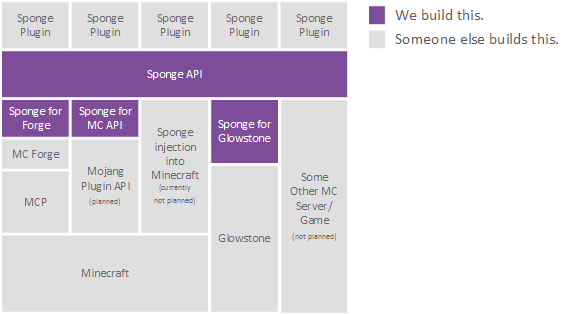 Sponge
Plugin
Sponge
Plugin
Sponge
Plugin
Sponge
Plugin
Sponge
Plugin
We build this.
Someone else builds this.
Sponge API
Sponge for
Forge
Sponge for
MC API
Sponge
injection
into
Minecraft
(currently
not planned)
Sponge for
Glowstone
Some
Other MC
Server/
Game
(not planned)
MC Forge
Mojang
Plugin API
(planned)
MCP
Glowstone
Minecraft